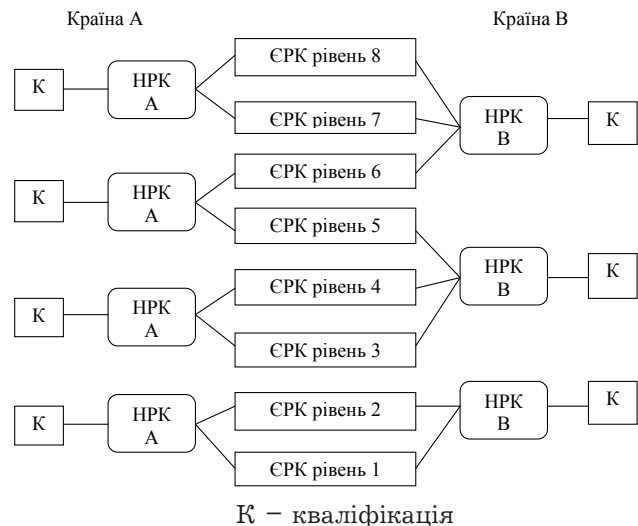 Країна А
Країна В
К
НРК
А
ЄРК рівень 8
ЄРК рівень 7
НРК
В
К
К
НРК
А
ЄРК рівень 6
ЄРК рівень 5
К
НРК
А
ЄРК рівень 4
ЄРК рівень 3
НРК
В
К
К
НРК
А
ЄРК рівень 2
ЄРК рівень 1
НРК
В
К
К – кваліфікація